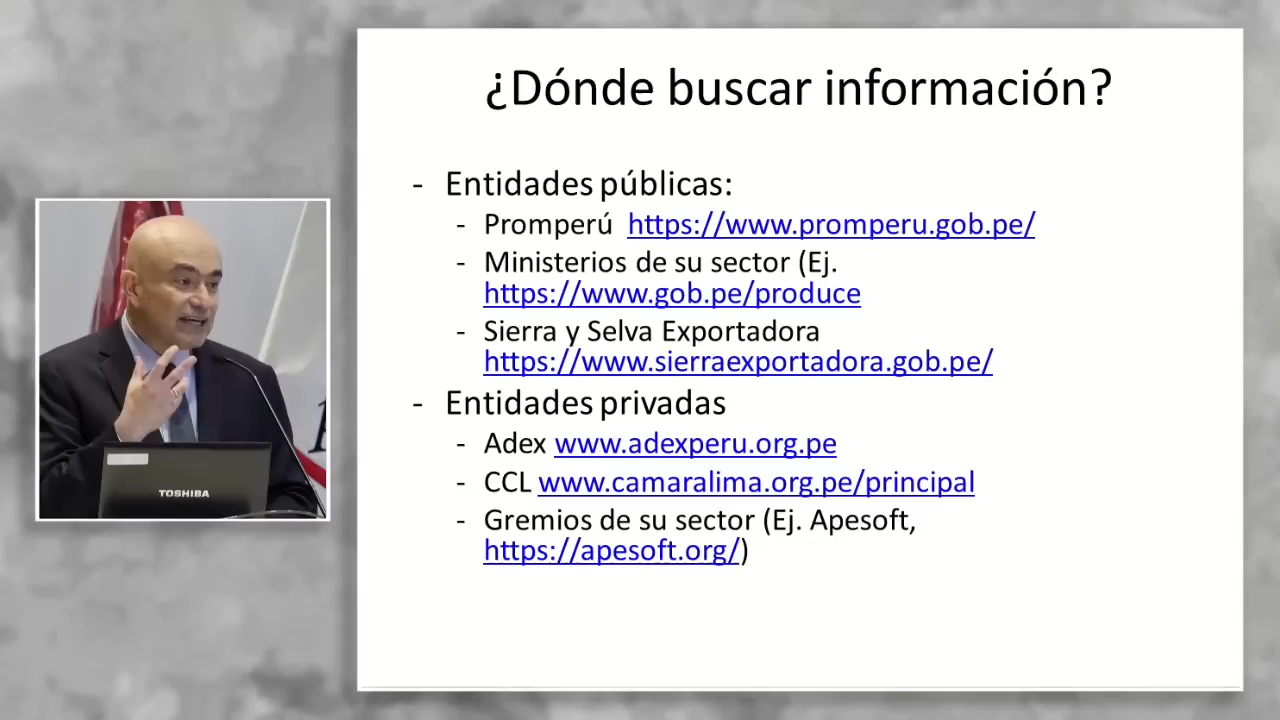 ¿Dónde buscar información?
- Entidades públicas:
- Promperú https://www.promperu.gob.pe/
- Ministerios de su sector (Ej.
https://www.gob.pe/produce
- Sierra y Selva Exportadora
https://www.sierraexportadora.gob.pe/
- Entidades privadas
- Adex www.adexperu.org.pe
- CCL www.camaralima.org.pe/principal
- Gremios de su sector (Ej. Apesoft,
https://apesoft.org/)
TOSHIBA